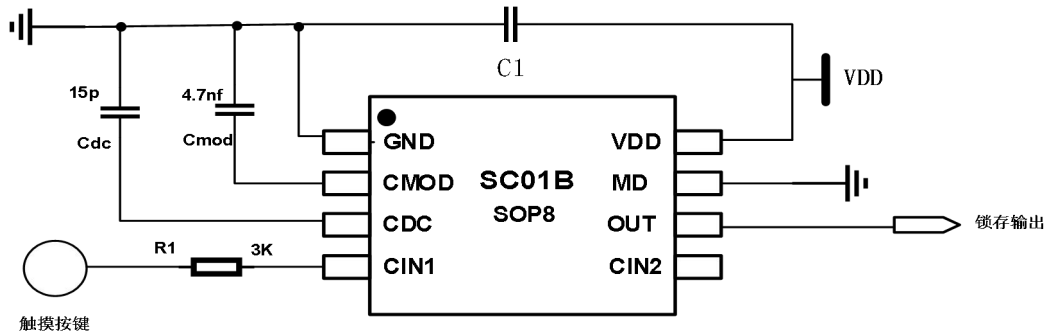 C1
VDD
15p
4.7nf
Cdc
Cmod
GND
VDD
CMOD
SC01B
MD
SOP8
CDC
OUT
锁存输出
R1
3K
CIN1
CIN2
触摸按键